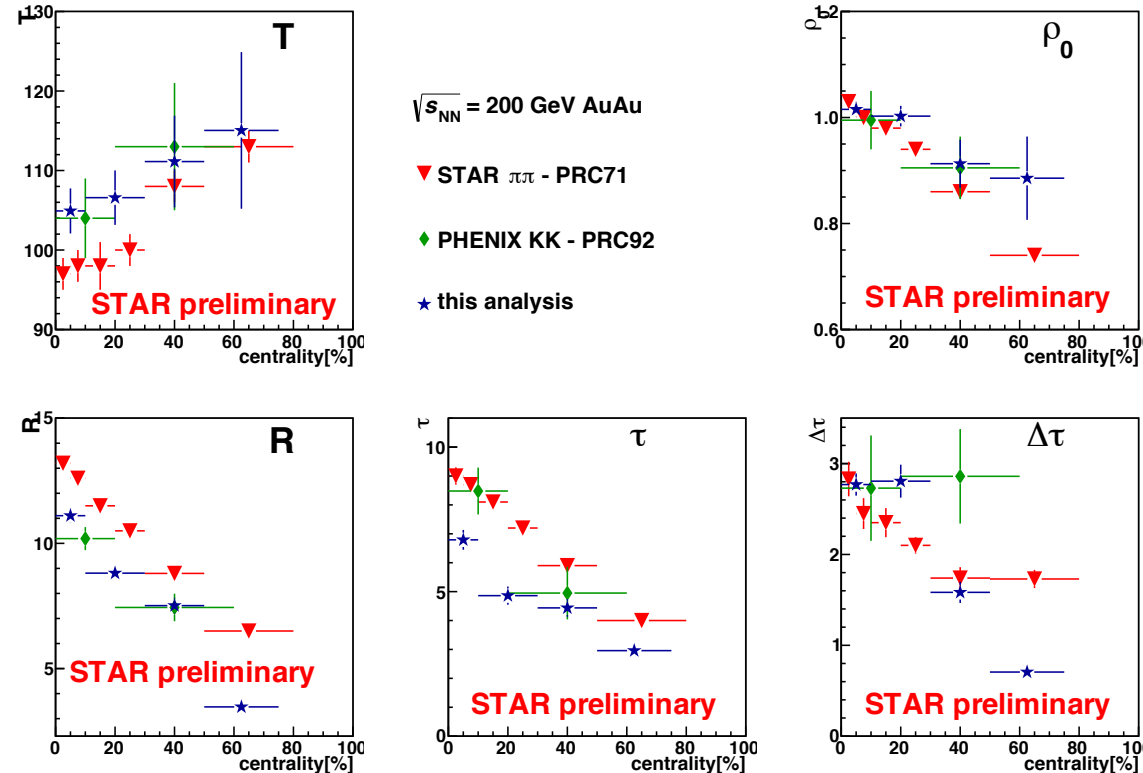 T
T
130
120
110
100
90
0 20 40 60 80 100
centrality[%]
STAR preliminary
√sNN = 200 GeV AuAu
STAR ππ - PRC71
PHENIX KK - PRC92
this analysis
ρ0
ρ0
1.2
1.0
0.8
0.6
0 20 40 60 80 10
centrality[%]
STAR preliminary
R
R
15
10
5
0 20 40 60 80 100
centrality[%]
STAR preliminary
τ
τ
10
5
0
0 20 40 60 80 100
centrality[%]
STAR preliminary
Δτ
Δτ
3
2
1
0
0 20 40 60 80 10
centrality[%]
STAR preliminary